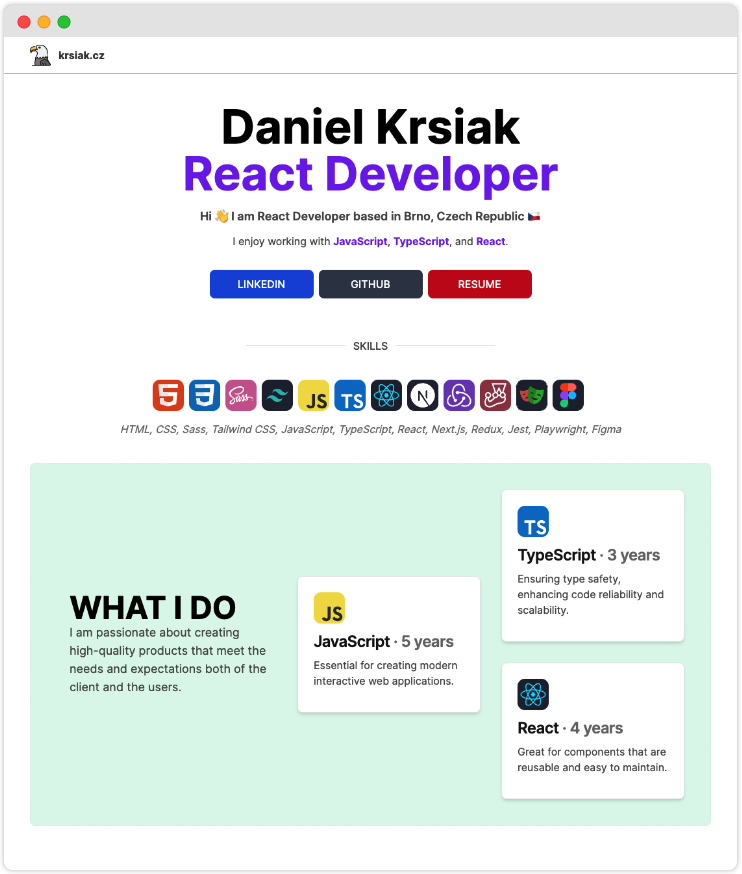 krsiak.cz
Daniel Krsiak
React Developer
Hi 👋 I am React Developer based in Brno, Czech Republic 🇨🇿
I enjoy working with JavaScript, TypeScript, and React.
LINKEDIN
GITHUB
RESUME
SKILLS
5
3
Sass
JS
TS
N
HTML, CSS, Sass, Tailwind CSS, JavaScript, TypeScript, React, Next.js, Redux, Jest, Playwright, Figma
WHAT I DO
I am passionate about creating
high-quality products that meet the
needs and expectations both of the
client and the users.
JS
JavaScript · 5 years
Essential for creating modern
interactive web applications.
TS
TypeScript · 3 years
Ensuring type safety,
enhancing code reliability and
scalability.
React · 4 years
Great for components that are
reusable and easy to maintain.